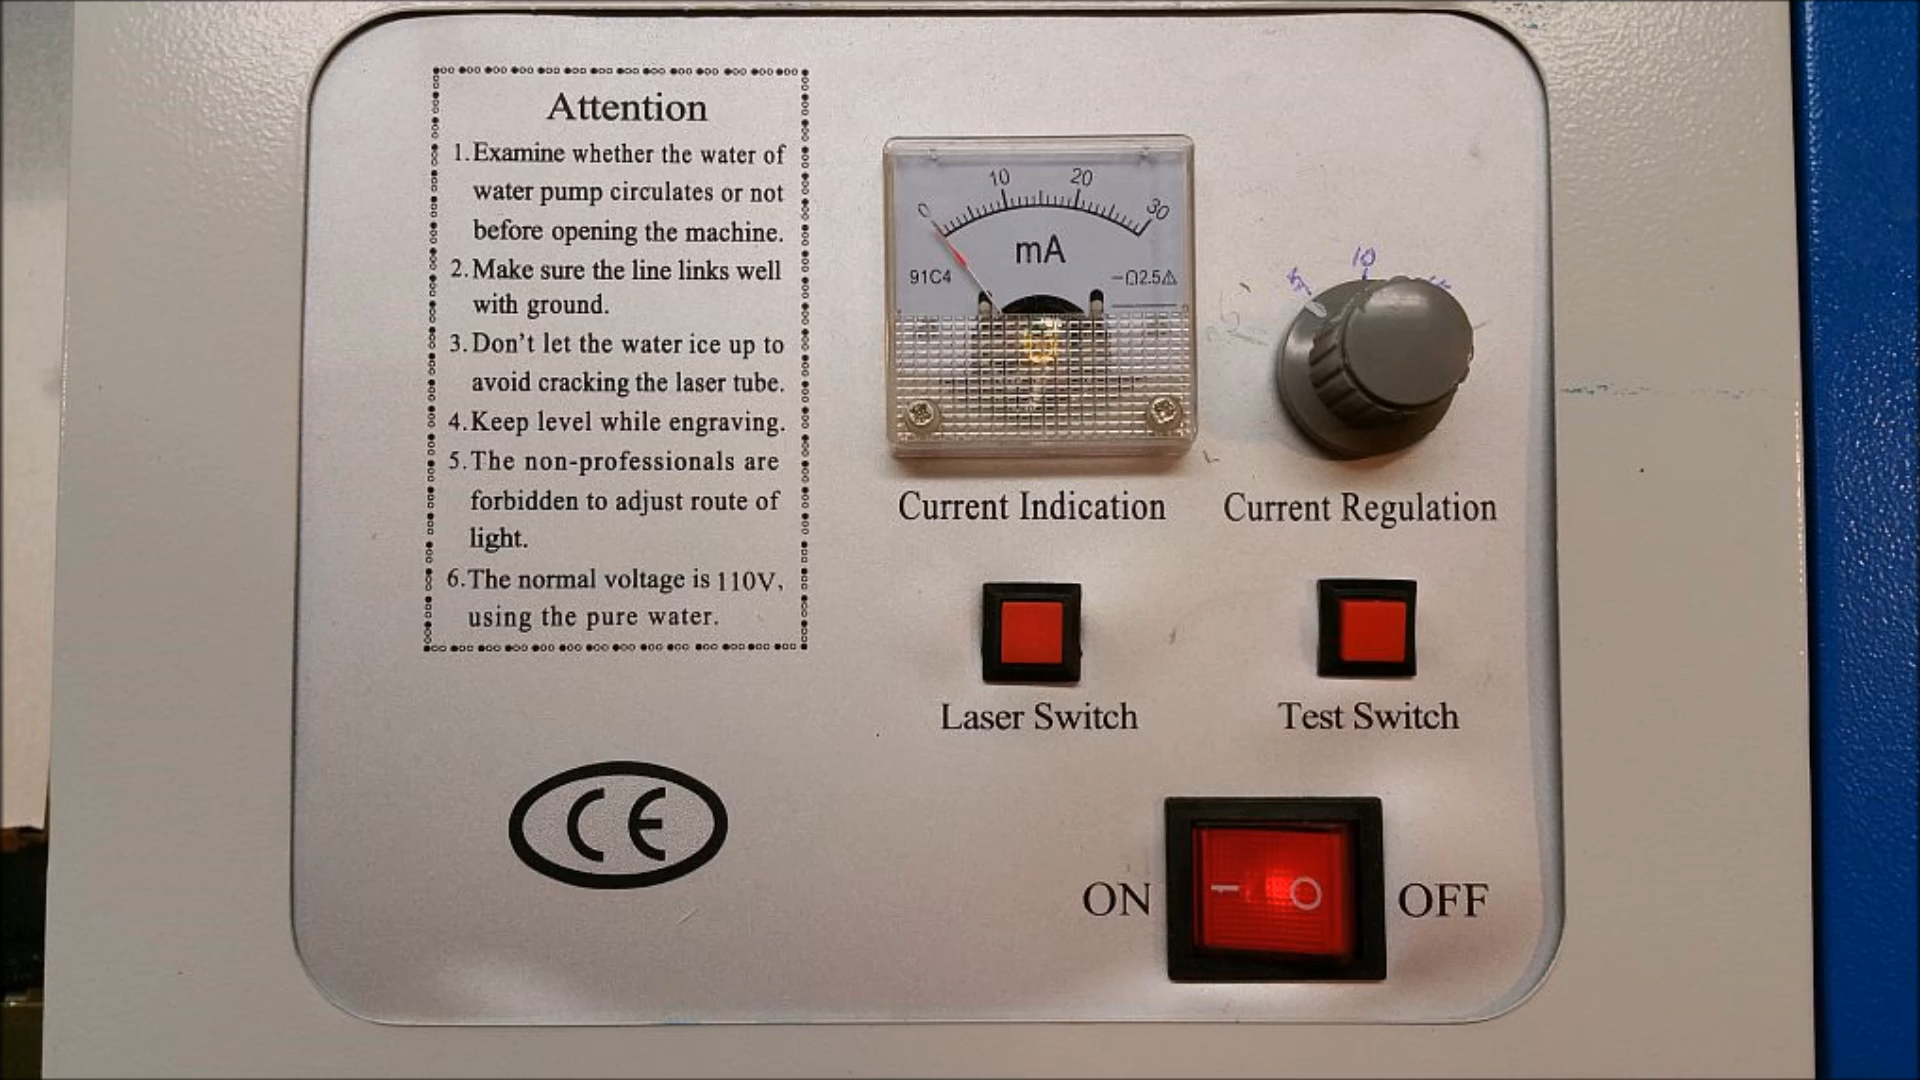 Attention
1.Examine whether the water of
water pump circulates or not
before opening the machine.
2.Make sure the line links well
with ground.
3.Don't let the water ice up to
avoid cracking the laser tube.
4.Keep level while engraving.
5.The non-professionals are
forbidden to adjust route of
light.
6.The normal voltage is 110V,
using the pure water.
CE
0 10 20 30
mA
91C4
2.5
10
Current Indication
Current Regulation
Laser Switch
Test Switch
ON
OFF